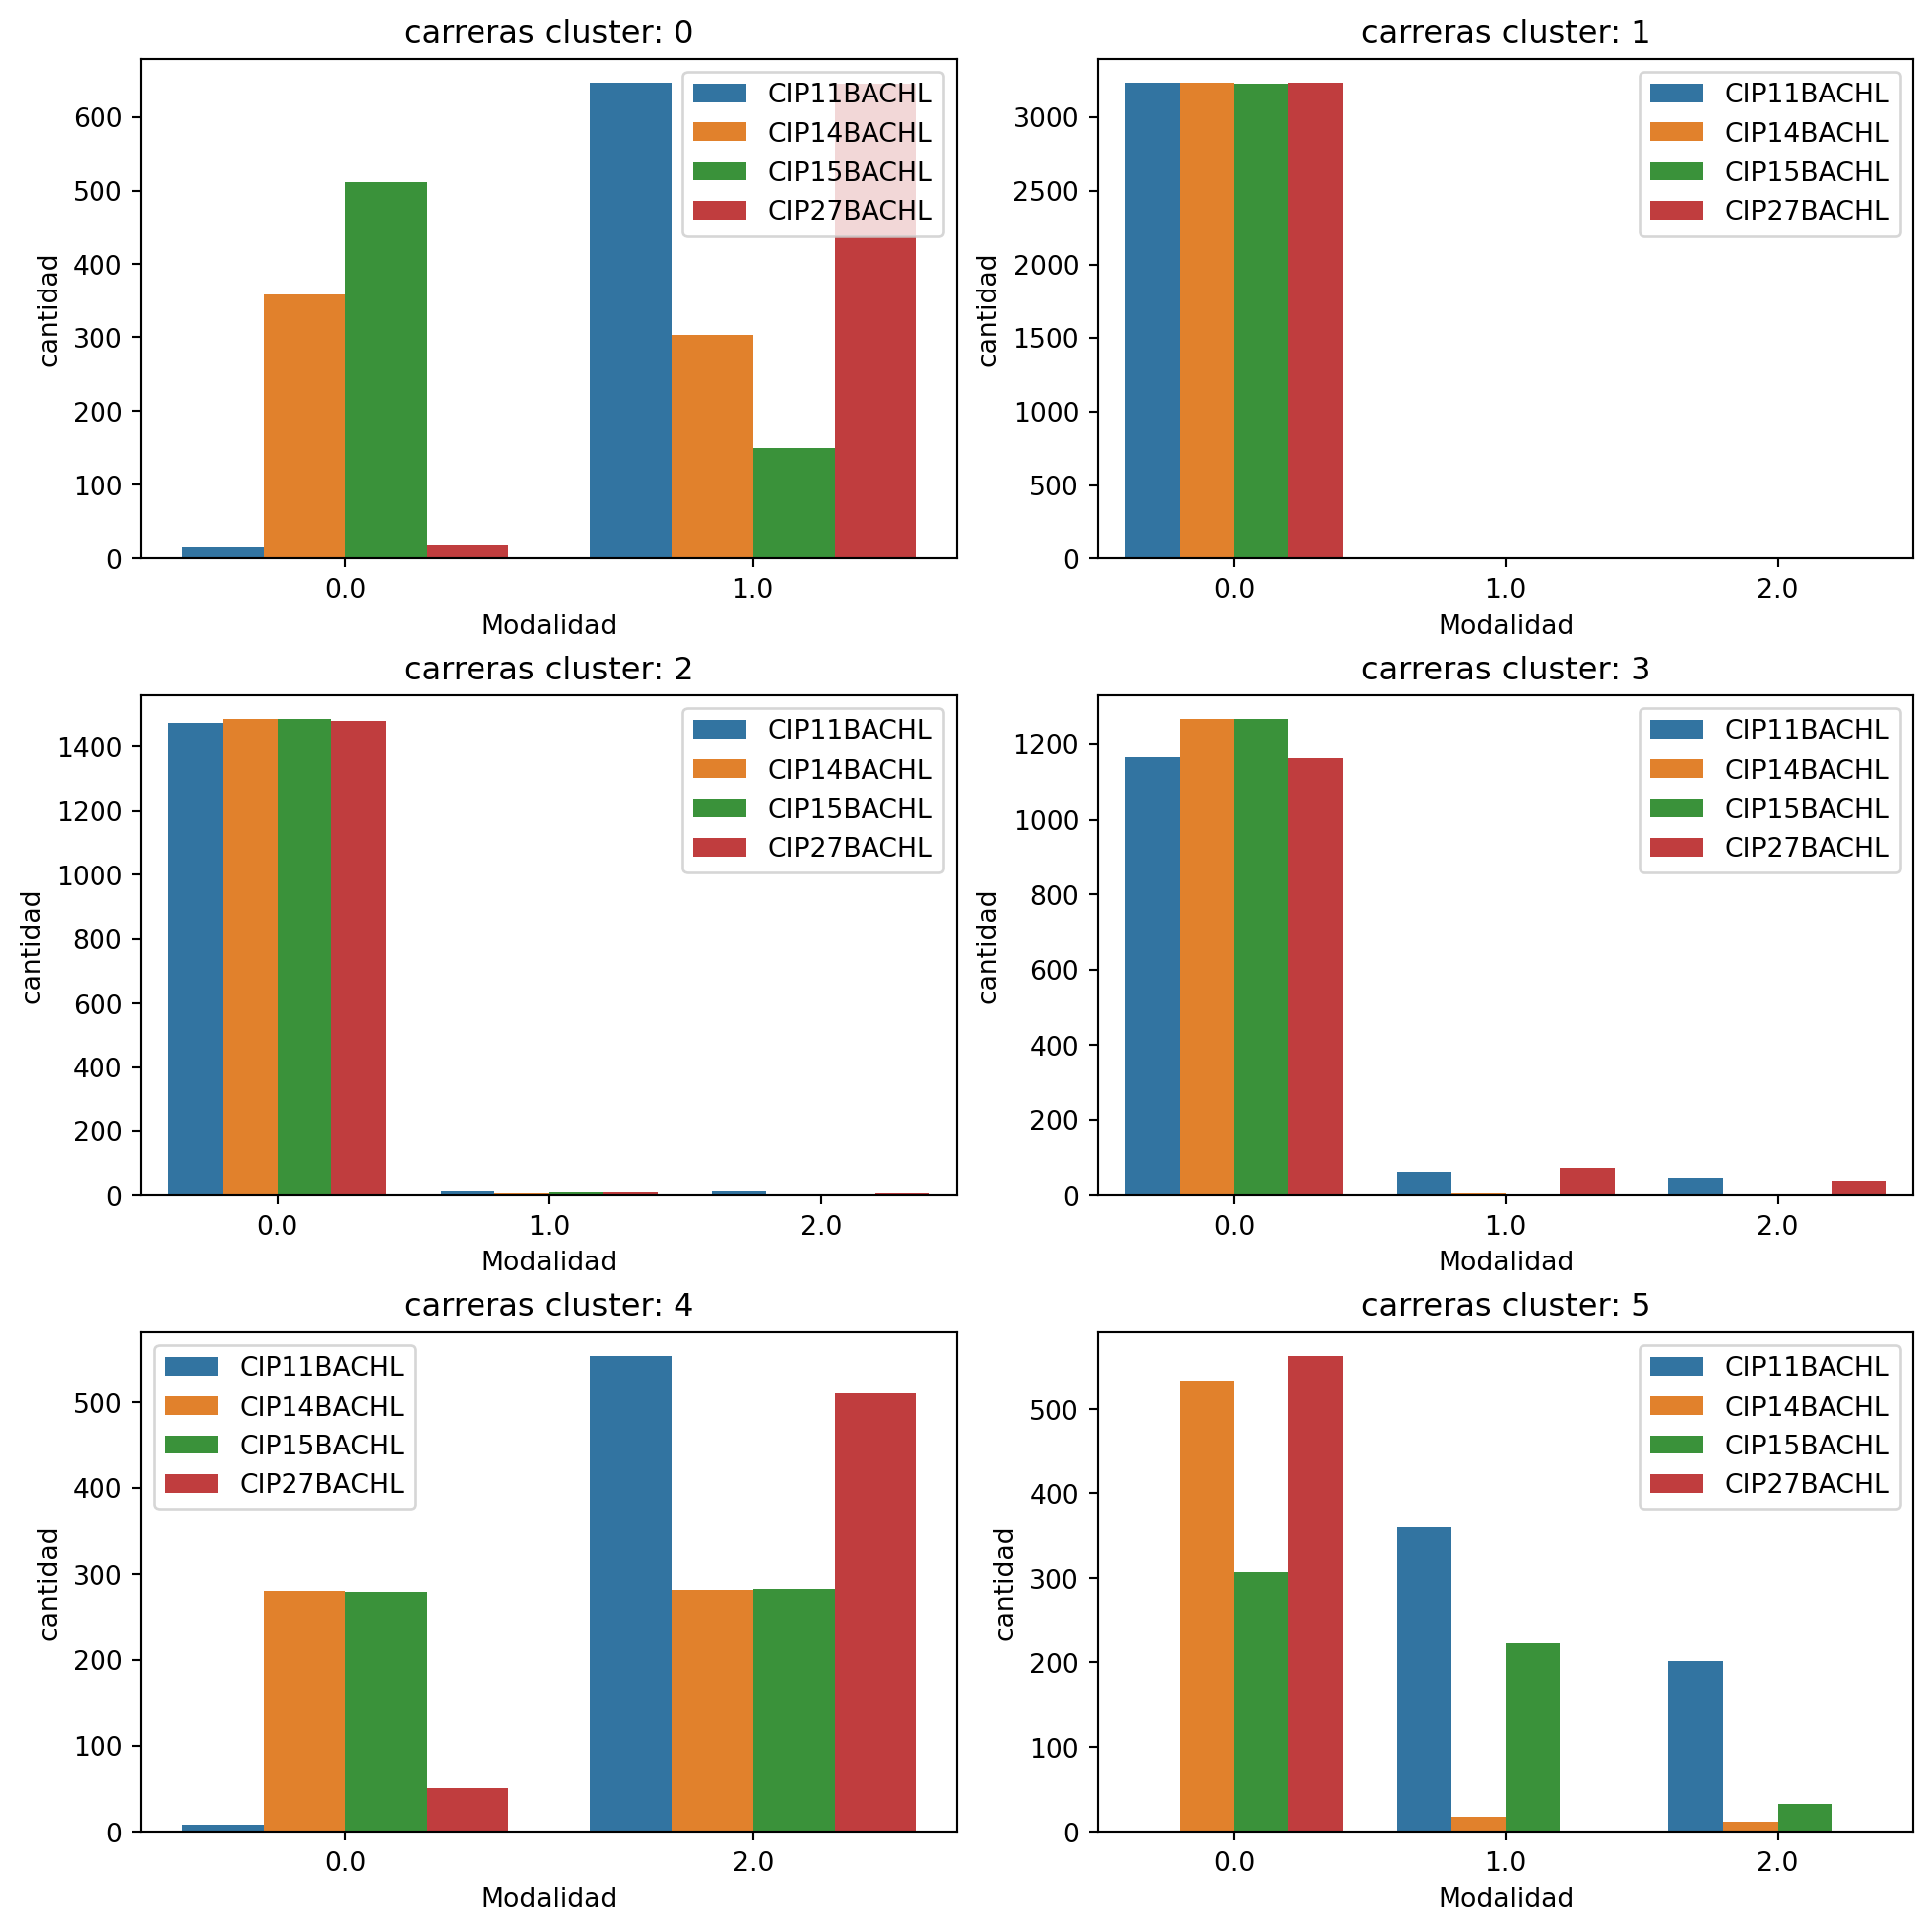 carreras cluster: 0
cantidad
600
500
400
300
200
100
0
CIP11BACHL
CIP14BACHL
CIP15BACHL
CIP27BACHL
0.0 1.0
Modalidad
carreras cluster: 1
cantidad
3000
2500
2000
1500
1000
500
0
CIP11BACHL
CIP14BACHL
CIP15BACHL
CIP27BACHL
0.0 1.0 2.0
Modalidad
carreras cluster: 2
cantidad
1400
1200
1000
800
600
400
200
0
CIP11BACHL
CIP14BACHL
CIP15BACHL
CIP27BACHL
0.0 1.0 2.0
Modalidad
carreras cluster: 3
cantidad
1200
1000
800
600
400
200
0
CIP11BACHL
CIP14BACHL
CIP15BACHL
CIP27BACHL
0.0 1.0 2.0
Modalidad
carreras cluster: 4
cantidad
500
400
300
200
100
0
CIP11BACHL
CIP14BACHL
CIP15BACHL
CIP27BACHL
0.0 2.0
Modalidad
carreras cluster: 5
cantidad
500
400
300
200
100
0
CIP11BACHL
CIP14BACHL
CIP15BACHL
CIP27BACHL
0.0 1.0 2.0
Modalidad